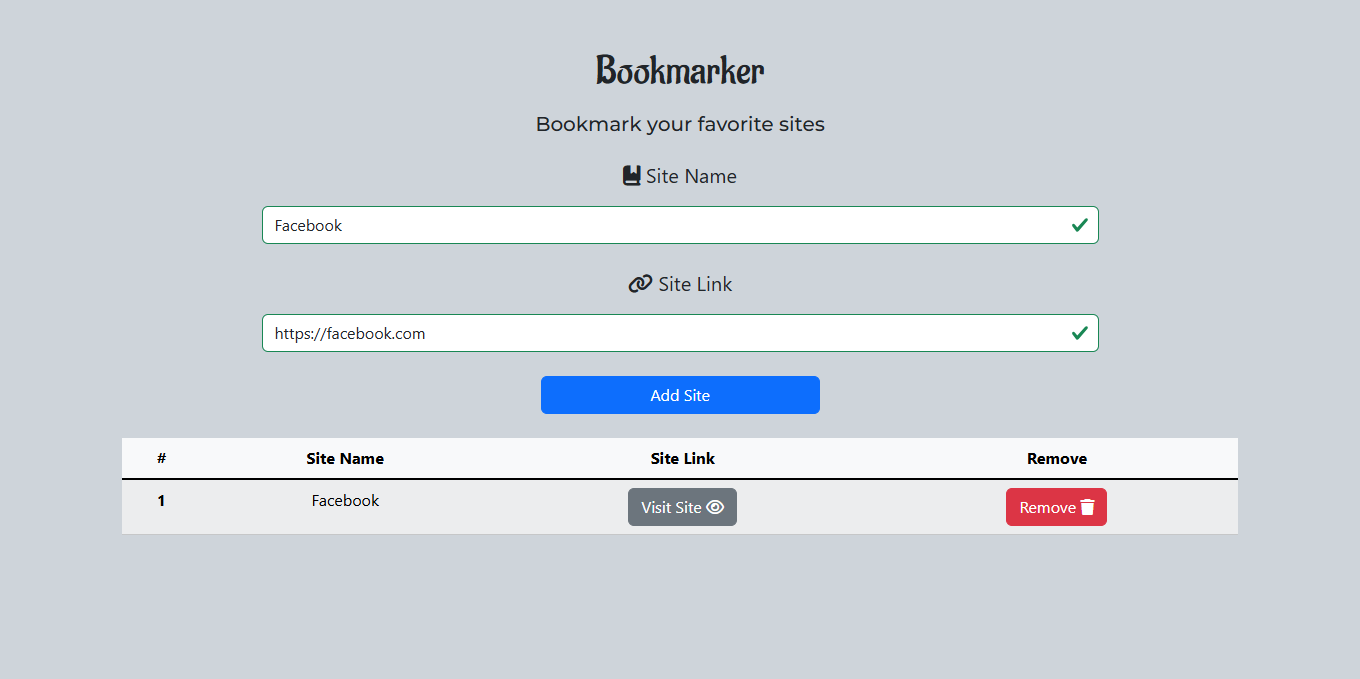 Bookmarker
Bookmark your favorite sites
Site Name
Facebook
Site Link
https://facebook.com
Add Site
# Site Name Site Link Remove
1 Facebook Visit Site Remove